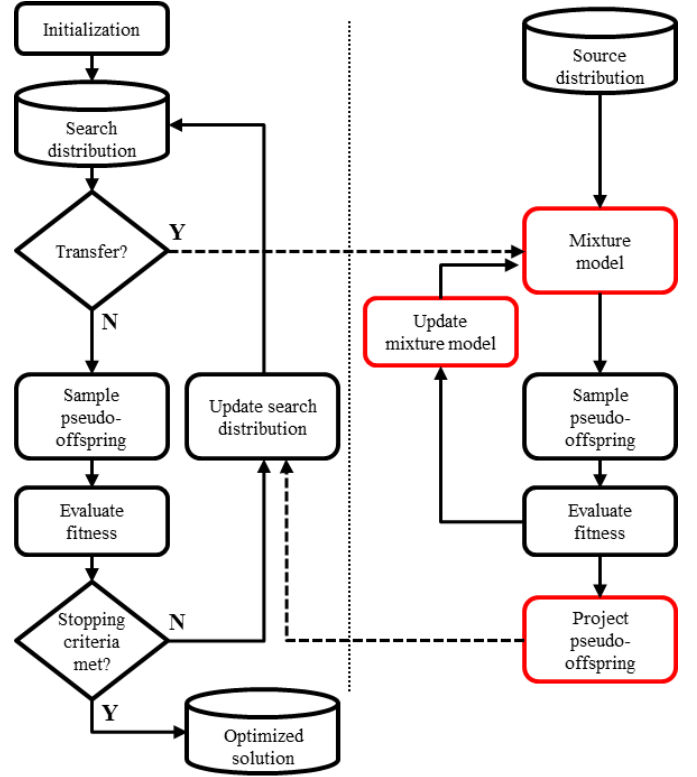 Initialization
Search
distribution
Transfer?
Y
N
Sample
pseudo-
offspring
Evaluate
fitness
Stopping
criteria
met?
N
Y
Optimized
solution
Update search
distribution
Source
distribution
Mixture
model
Update
mixture model
Sample
pseudo-
offspring
Evaluate
fitness
Project
pseudo-
offspring